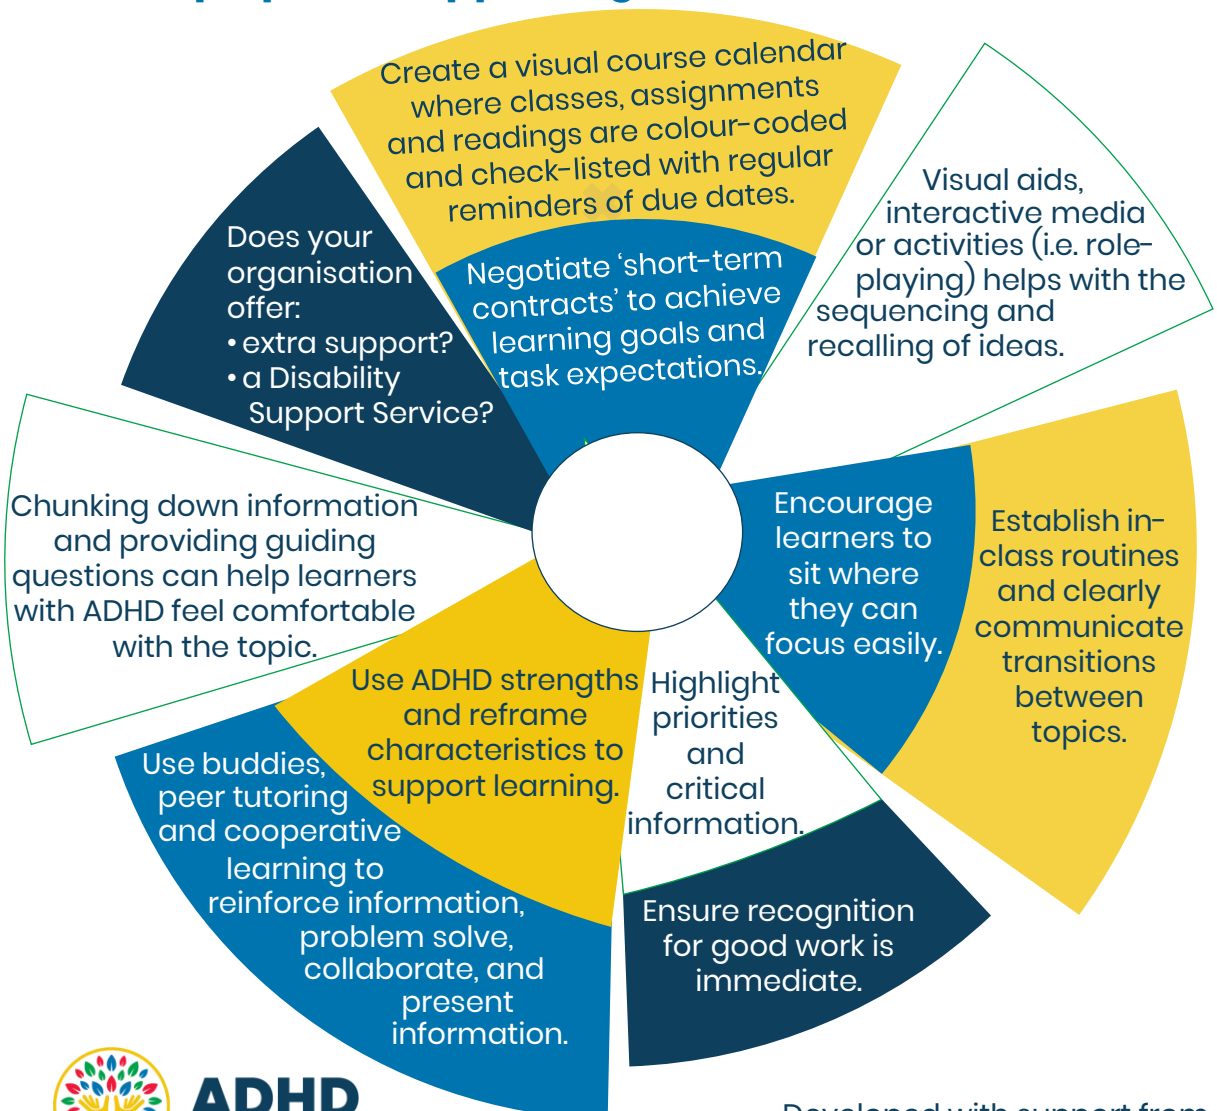 Create a visual course calendar
where classes, assignments
and readings are colour-coded
and check-listed with regular
reminders of due dates.
Negotiate ‘short-term
contracts’ to achieve
learning goals and
task expectations.
Visual aids,
interactive media
or activities (i.e. role-
playing) helps with the
sequencing and
recalling of ideas.
Does your
organisation
offer:
• extra support?
• a Disability
Support Service?
Encourage
learners to
sit where
they can
focus easily.
Establish in-
class routines
and clearly
communicate
transitions
between
topics.
Chunking down information
and providing guiding
questions can help learners
with ADHD feel comfortable
with the topic.
Use ADHD strengths
and reframe
characteristics to
support learning.
Highlight
priorities
and
critical
information.
Use buddies,
peer tutoring
and cooperative
learning to
reinforce information,
problem solve,
collaborate, and
present
information.
Ensure recognition
for good work is
immediate.
ADHD
Developed with support from